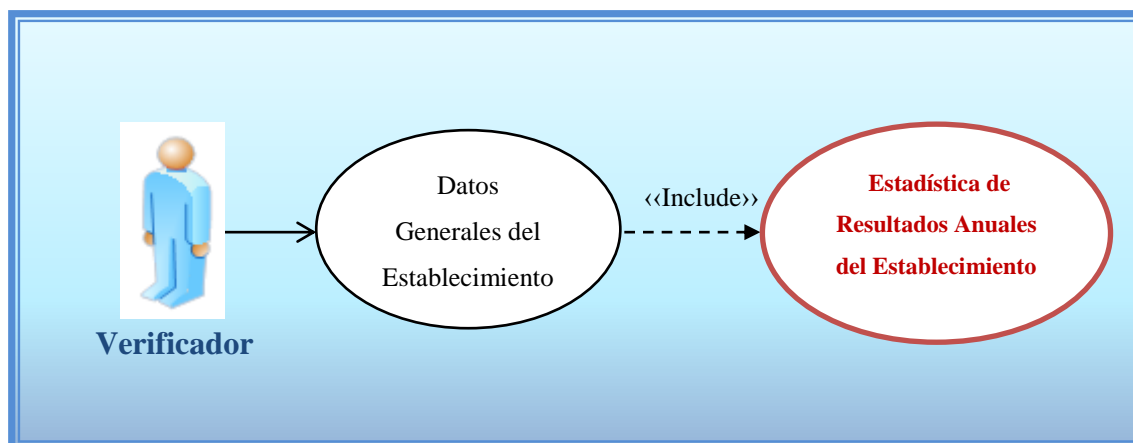 Verificador
Datos
Generales del
Establecimiento
‹‹Include››
Estadística de
Resultados Anuales
del Establecimiento